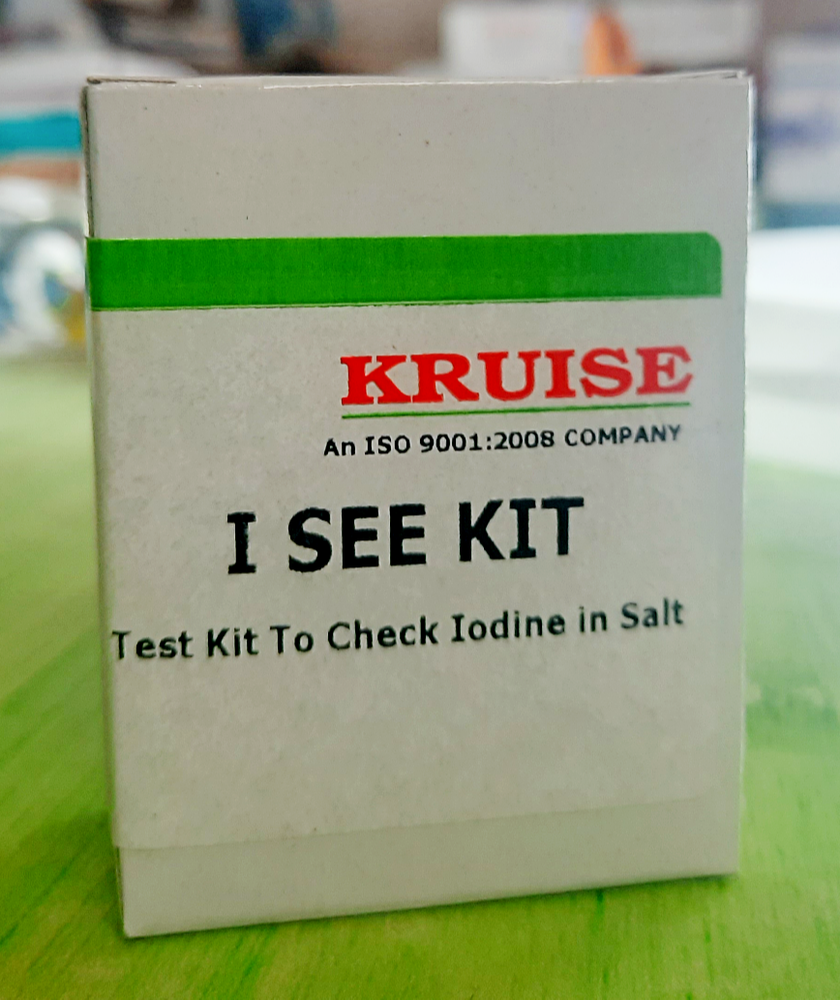 KRUISE
An ISO 9001:2008 COMPANY
I SEE KIT
Test Kit To Check Iodine in Salt